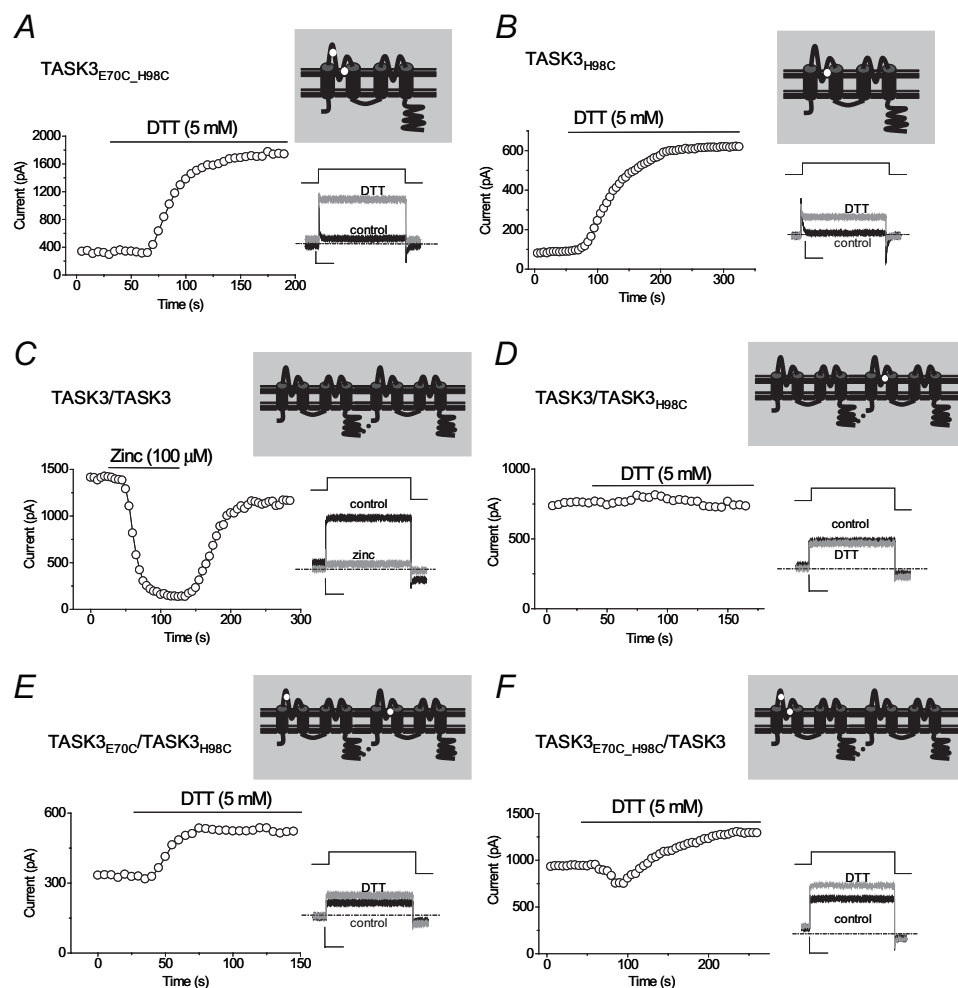 A
TASK3E70C_H98C
DTT (5 mM)
2000
1600
1200
800
400
0
Current (pA)
0 50 100 150 200
Time (s)
DTT
control
B
TASK3H98C
DTT (5 mM)
600
400
200
0
Current (pA)
0 100 200 300
Time (s)
DTT
control
C
TASK3/TASK3
Zinc (100 µM)
1500
1000
500
0
Current (pA)
0 100 200 300
Time (s)
control
zinc
D
TASK3/TASK3H98C
DTT (5 mM)
1000
500
0
Current (pA)
0 50 100 150
Time (s)
control
DTT
E
TASK3E70C/TASK3H98C
DTT (5 mM)
600
300
0
Current (pA)
0 50 100 150
Time (s)
DTT
control
F
TASK3E70C_H98C/TASK3
DTT (5 mM)
1500
1000
500
0
Current (pA)
0 100 200
Time (s)
DTT
control